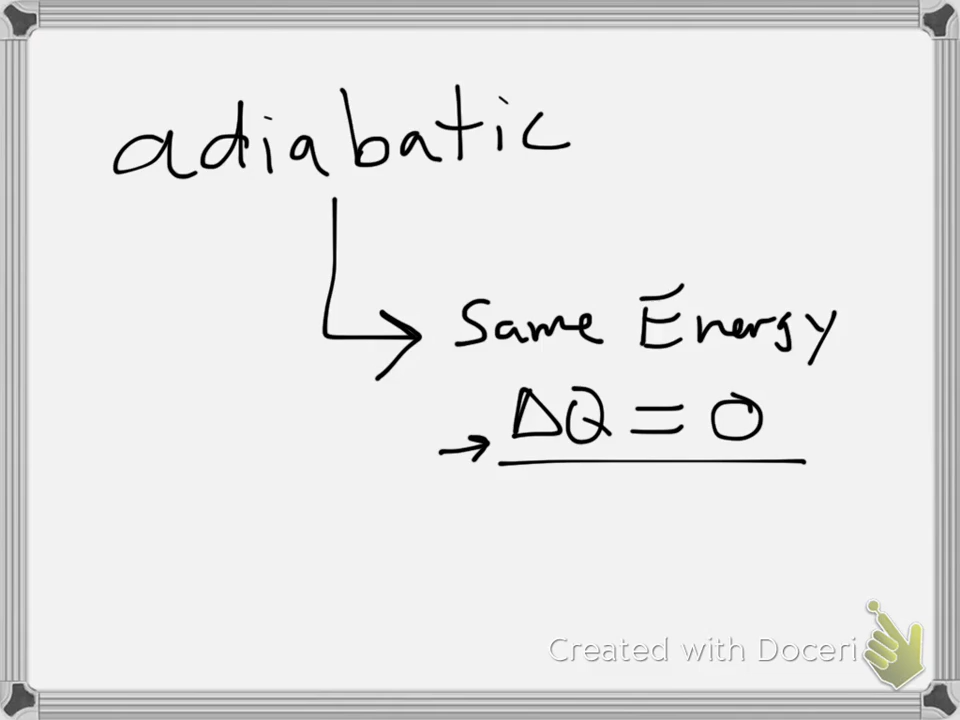 adiabatic
Same Energy
→ ΔQ = 0
Created with Doceri